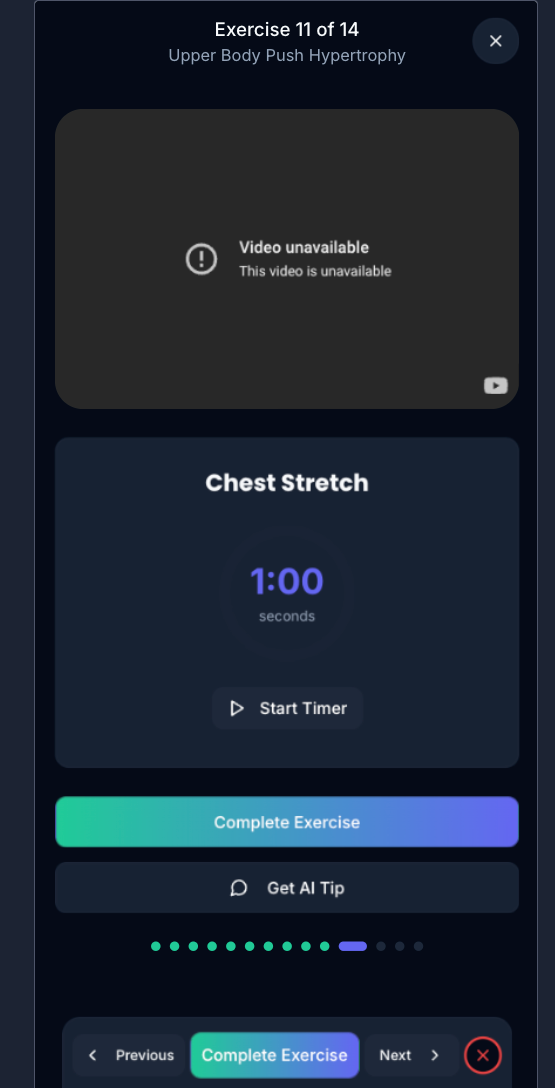 Exercise 11 of 14
Upper Body Push Hypertrophy
Video unavailable
This video is unavailable
Chest Stretch
1:00
seconds
Start Timer
Complete Exercise
Get AI Tip
Previous
Complete Exercise
Next